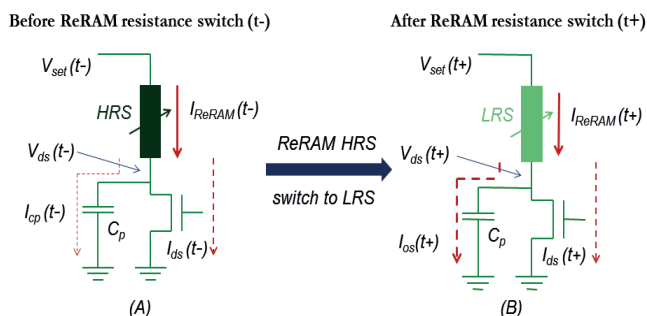 Before ReRAM resistance switch (t-)
After ReRAM resistance switch (t+)
Vset(t-)
HRS
IReRAM(t-)
Vds(t-)
Icp(t-)
Cp
Ids(t-)
(A)
ReRAM HRS
switch to LRS
Vset(t+)
LRS
IReRAM(t+)
Vds(t+)
Ios(t+)
Cp
Ids(t+)
(B)